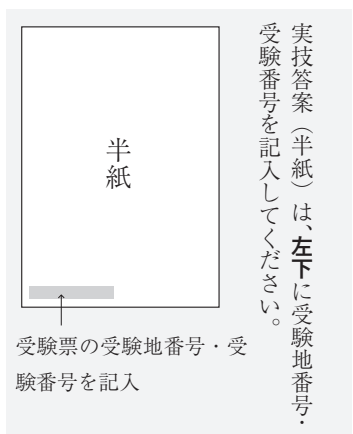 実技答案（半紙）は、左下に受験地番号・
受験番号を記入してください。
半紙
受験票の受験地番号・受
験番号を記入